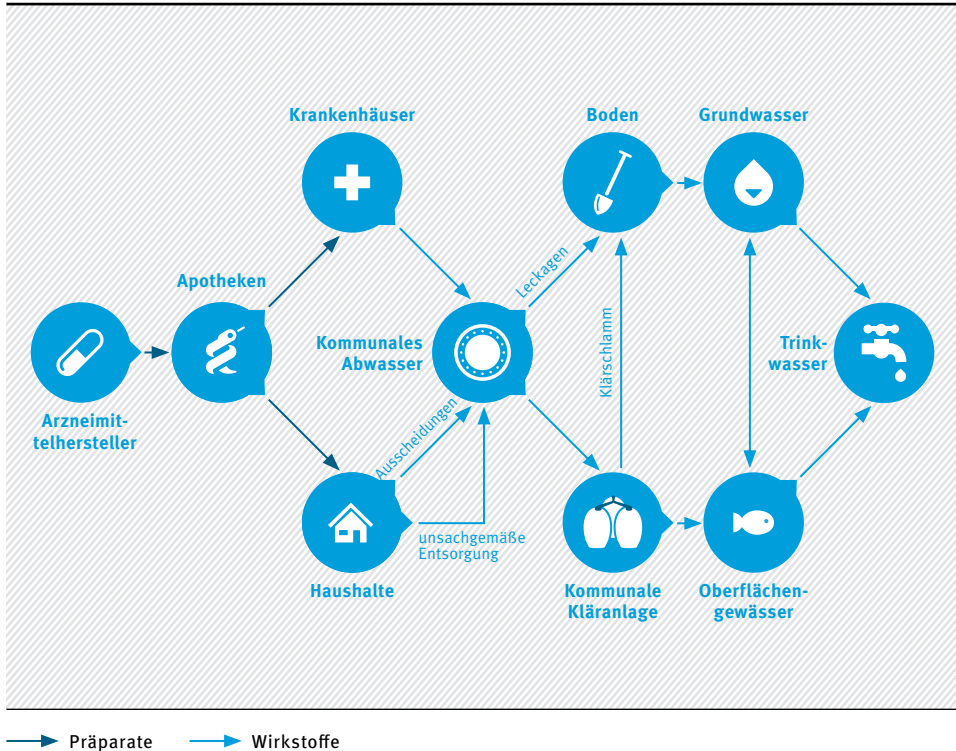 Krankenhäuser
Boden
Grundwasser
Apotheken
Leckagen
Kommunales
Abwasser
Klärschlamm
Trink-
wasser
Arzneimit-
telhersteller
Ausscheidungen
unsachgemäße
Entsorgung
Haushalte
Kommunale
Kläranlage
Oberflächen-
gewässer
Präparate
Wirkstoffe